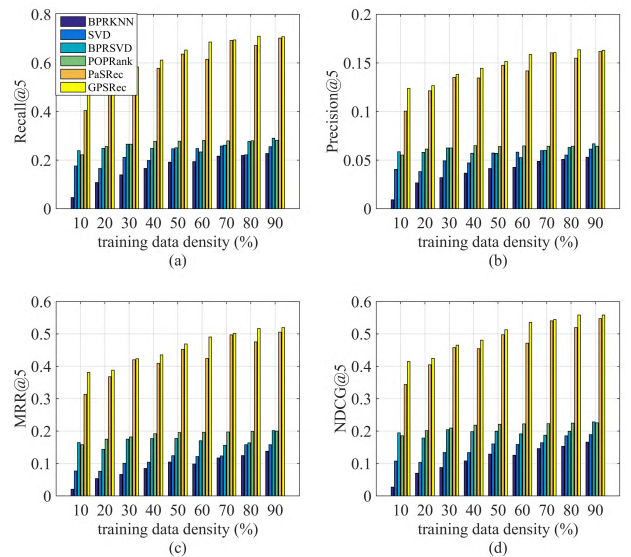 BPRKNN
SVD
BPRSVD
POPRank
PaSRec
GPSRec
0.8
0.6
0.4
0.2
0
Recall@5
10 20 30 40 50 60 70 80 90
training data density (%)
(a)
0.2
0.15
0.1
0.05
0
Precision@5
10 20 30 40 50 60 70 80 90
training data density (%)
(b)
0.6
0.5
0.4
0.3
0.2
0.1
0
MRR@5
10 20 30 40 50 60 70 80 90
training data density (%)
(c)
0.6
0.5
0.4
0.3
0.2
0.1
0
NDCG@5
10 20 30 40 50 60 70 80 90
training data density (%)
(d)